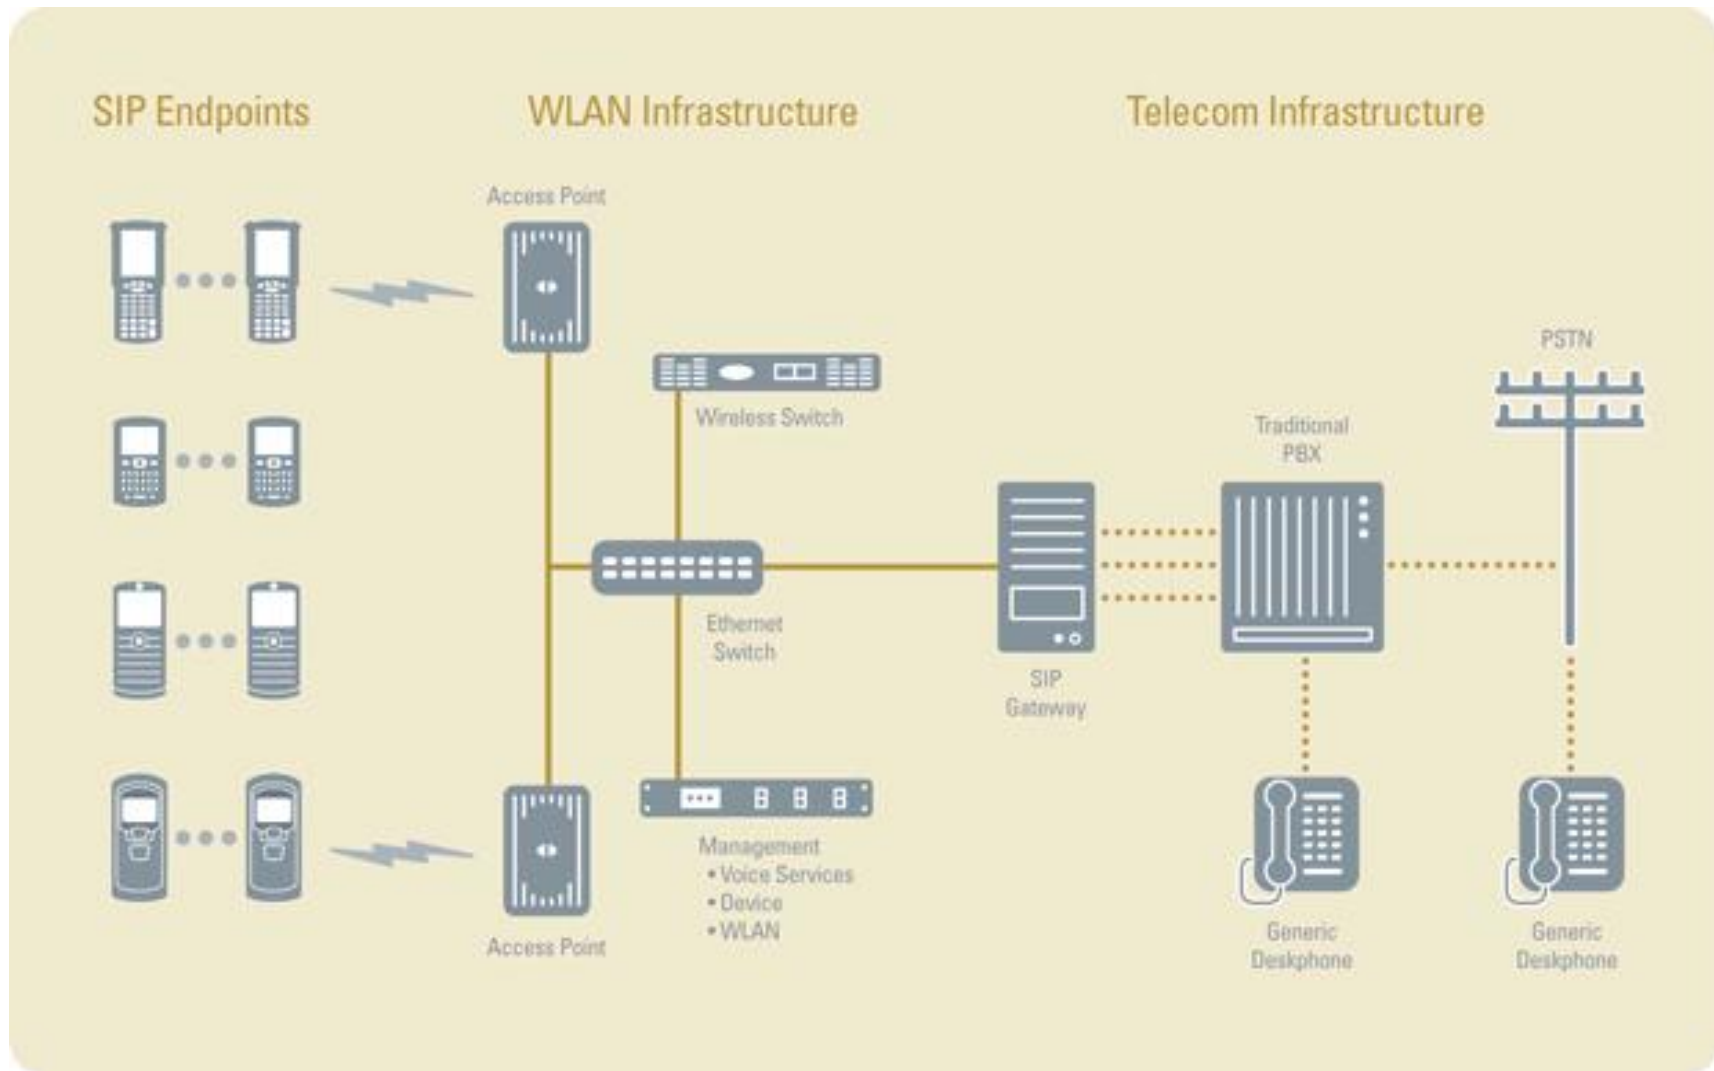 SIP Endpoints
WLAN Infrastructure
Telecom Infrastructure
Access Point
Wireless Switch
Ethernet
Switch
Management
• Voice Services
• Device
• WLAN
Access Point
SIP
Gateway
Traditional
PBX
PSTN
Generic
Deskphone
Generic
Deskphone